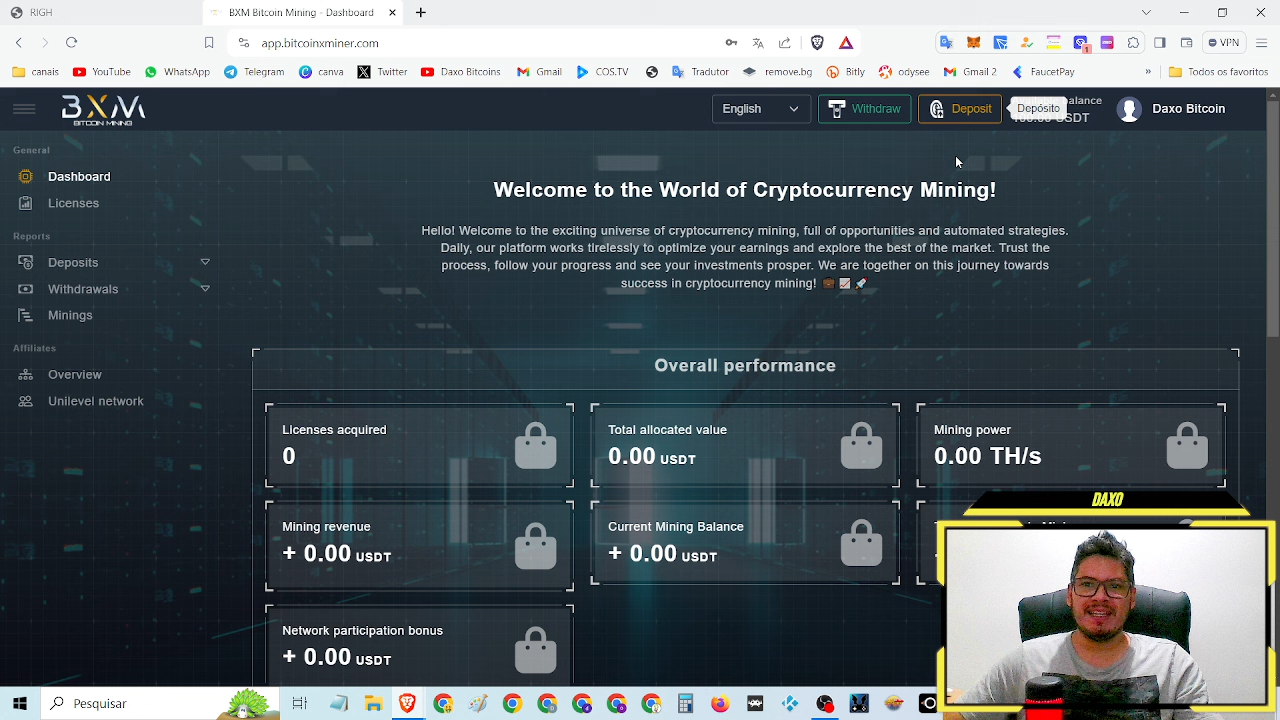 RIGH
BXM Bitcoin Mining - Dashboard
VPN
canais
YouTube
WhatsApp
Telegram
canva
Twitter
Daxo Bitcoins
Gmail
COS.TV
Tradutor
removebg
Bitly
odysee
Gmail - 2
FaucetPay
Todos os favoritos
BXM
BITCOIN MINING
English
Withdraw
Deposit
Depósito
balance
USDT
Daxo Bitcoin
General
Dashboard
Licenses
Reports
Deposits
Withdrawals
Minings
Affiliates
Overview
Unilevel network
Welcome to the World of Cryptocurrency Mining!
Hello! Welcome to the exciting universe of cryptocurrency mining, full of opportunities and automated strategies.
Daily, our platform works tirelessly to optimize your earnings and explore the best of the market. Trust the
process, follow your progress and see your investments prosper. We are together on this journey towards
success in cryptocurrency mining! 💼 📈 🚀
Overall performance
Licenses acquired
0
Total allocated value
0.00 USDT
Mining power
0.00 TH/s
Mining revenue
+ 0.00 USDT
Current Mining Balance
+ 0.00 USDT
Network participation bonus
+ 0.00 USDT
DAXO
Pesquisar